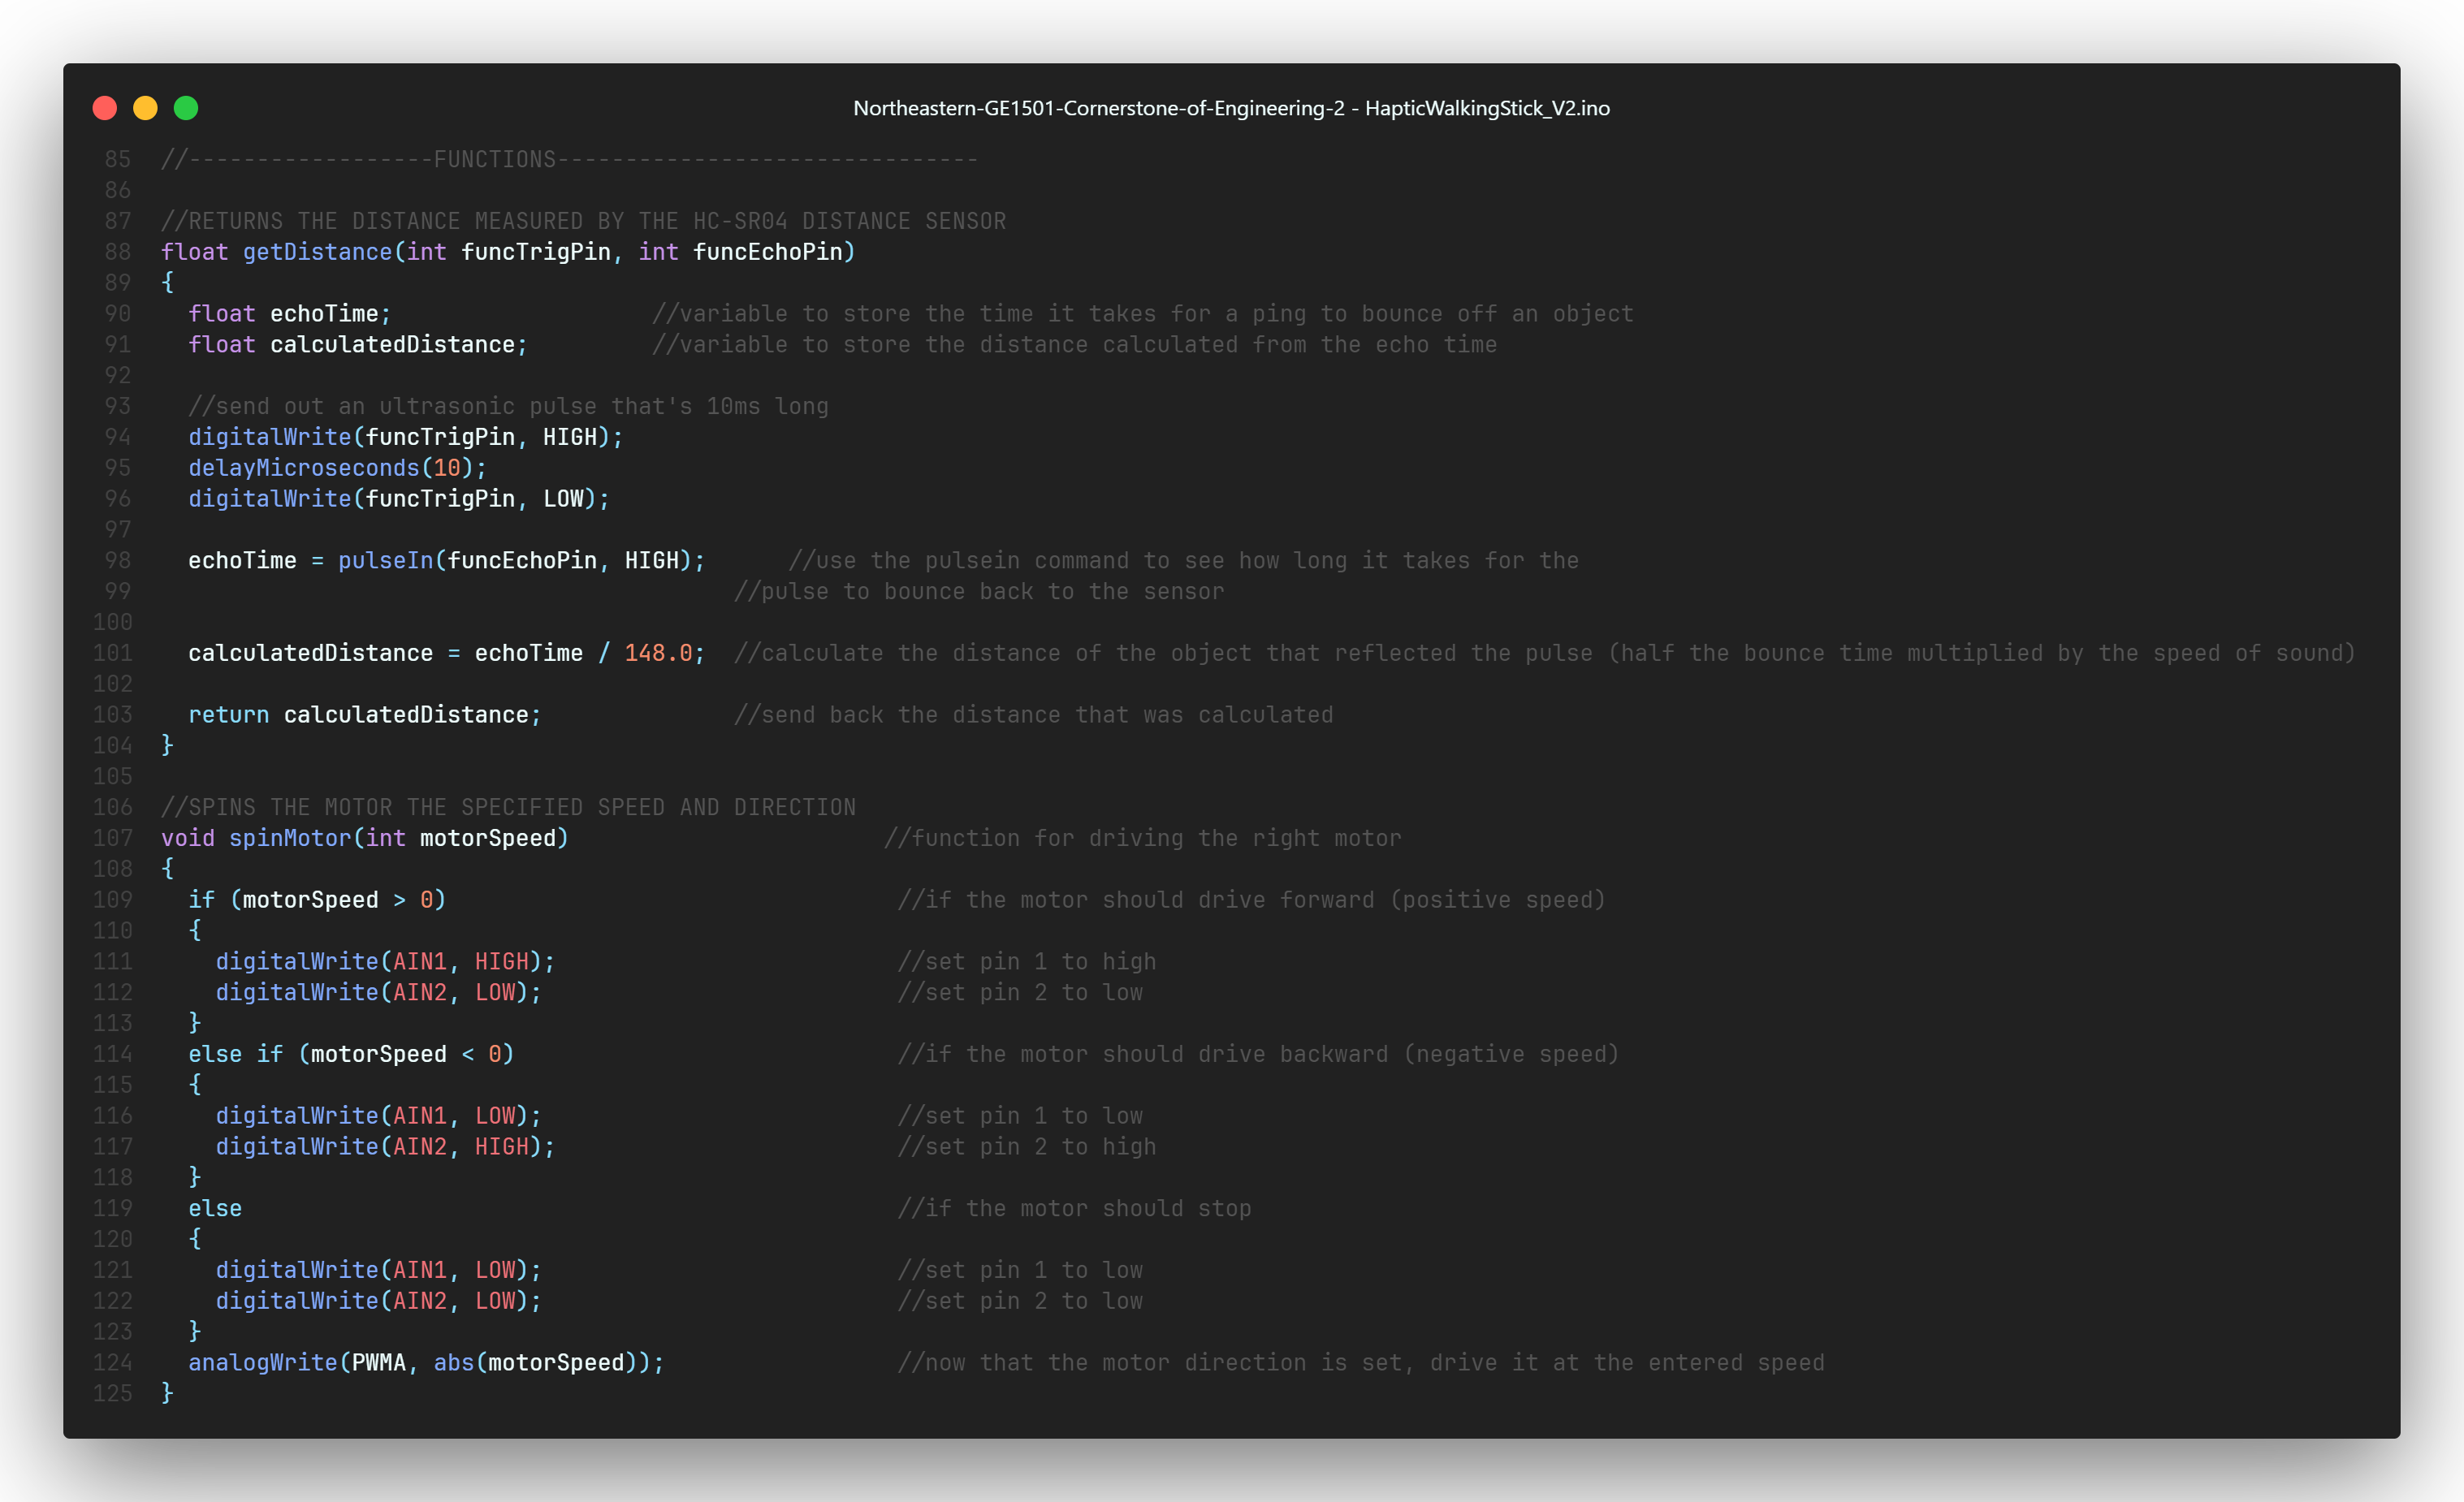 Northeastern-GE1501-Cornerstone-of-Engineering-2 - HapticWalkingStick_V2.ino
85 //------------------FUNCTIONS-------------------------------
86
87 //RETURNS THE DISTANCE MEASURED BY THE HC-SR04 DISTANCE SENSOR
88 float getDistance(int funcTrigPin, int funcEchoPin)
89 {
90   float echoTime;                   //variable to store the time it takes for a ping to bounce off an object
91   float calculatedDistance;         //variable to store the distance calculated from the echo time
92
93   //send out an ultrasonic pulse that's 10ms long
94   digitalWrite(funcTrigPin, HIGH);
95   delayMicroseconds(10);
96   digitalWrite(funcTrigPin, LOW);
97
98   echoTime = pulseIn(funcEchoPin, HIGH);      //use the pulsein command to see how long it takes for the
99                                           //pulse to bounce back to the sensor
100
101   calculatedDistance = echoTime / 148.0;  //calculate the distance of the object that reflected the pulse (half the bounce time multiplied by the speed of sound)
102
103   return calculatedDistance;              //send back the distance that was calculated
104 }
105
106 //SPINS THE MOTOR THE SPECIFIED SPEED AND DIRECTION
107 void spinMotor(int motorSpeed)                       //function for driving the right motor
108 {
109   if (motorSpeed > 0)                                 //if the motor should drive forward (positive speed)
110   {
111     digitalWrite(AIN1, HIGH);                         //set pin 1 to high
112     digitalWrite(AIN2, LOW);                          //set pin 2 to low
113   }
114   else if (motorSpeed < 0)                            //if the motor should drive backward (negative speed)
115   {
116     digitalWrite(AIN1, LOW);                          //set pin 1 to low
117     digitalWrite(AIN2, HIGH);                         //set pin 2 to high
118   }
119   else                                                //if the motor should stop
120   {
121     digitalWrite(AIN1, LOW);                          //set pin 1 to low
122     digitalWrite(AIN2, LOW);                          //set pin 2 to low
123   }
124   analogWrite(PWMA, abs(motorSpeed));                 //now that the motor direction is set, drive it at the entered speed
125 }